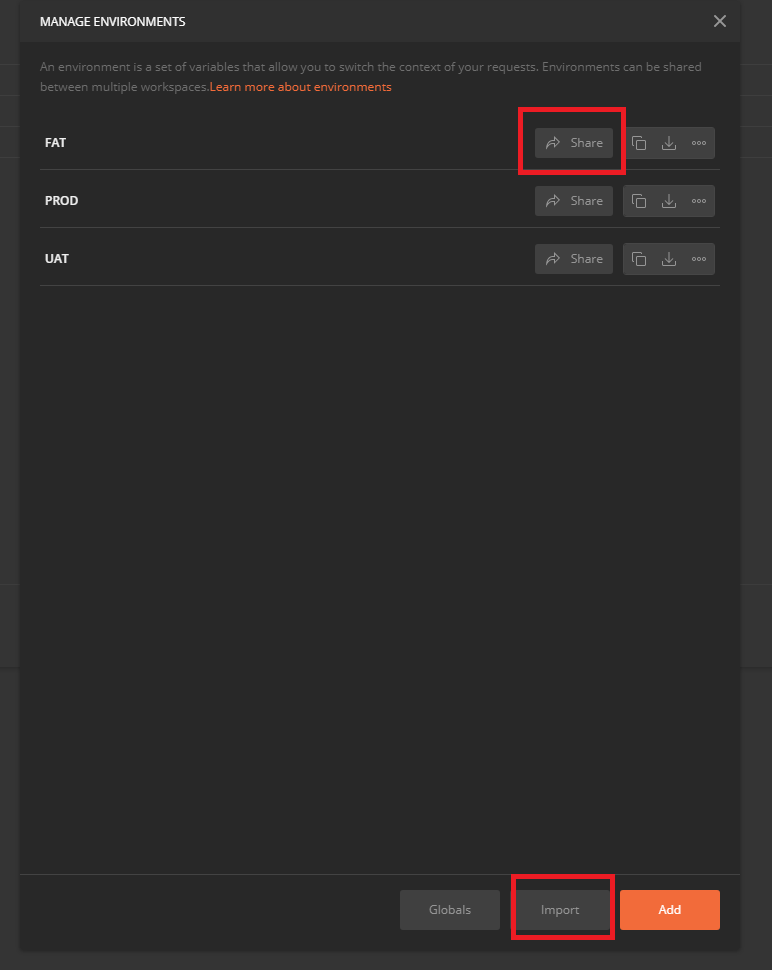 MANAGE ENVIRONMENTS
An environment is a set of variables that allow you to switch the context of your requests. Environments can be shared
between multiple workspaces.Learn more about environments
FAT Share
PROD Share
UAT Share
Globals Import Add